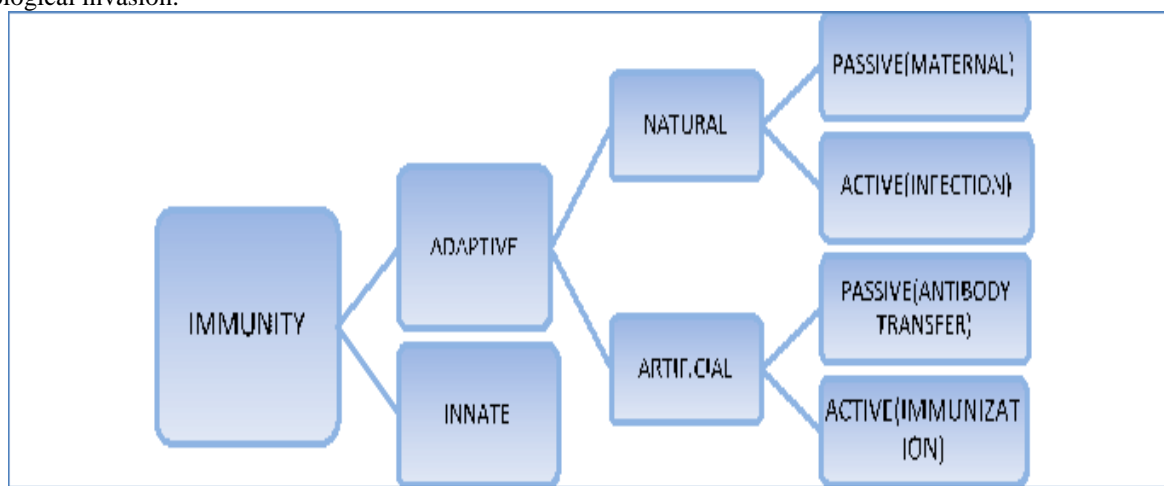 PASSIVE(MATERNAL)
NATURAL
ACTIVE(INFECTION)
ADAPTIVE
PASSIVE(ANTIBODY
TRANSFER)
IMMUNITY
ARTIFICIAL
INNATE
ACTIVE(IMMUNIZAT
ION)